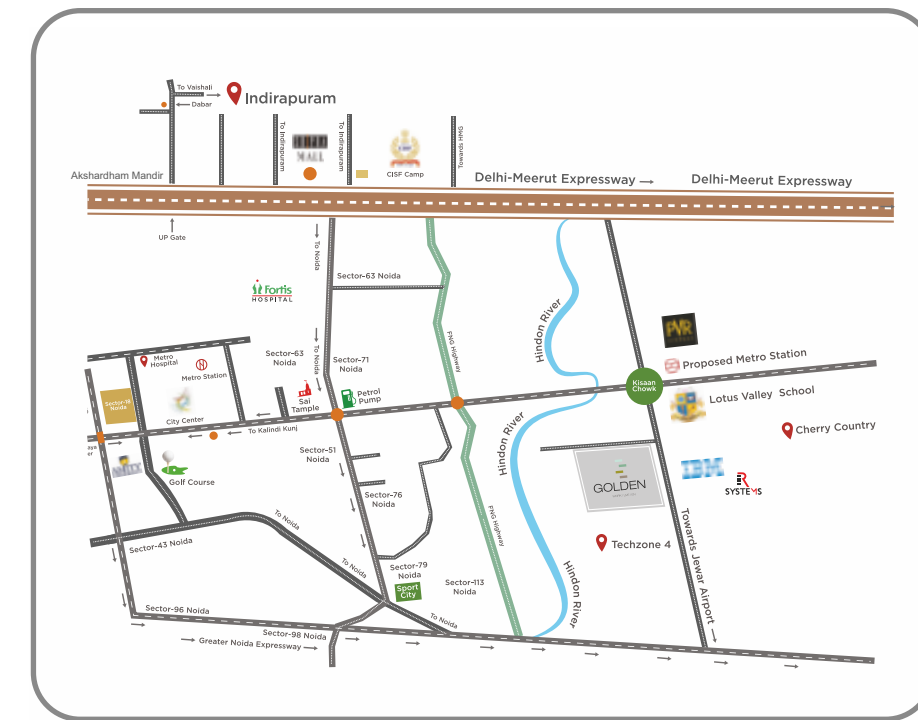 To Vaishali
Dabar
Indirapuram
To Indirapuram
MALL
To Indirapuram
CISF Camp
Towards HMG
Akshardham Mandir
Delhi-Meerut Expressway
Delhi-Meerut Expressway
UP Gate
To Noida
Sector-63 Noida
Fortis
HOSPITAL
Hindon River
FNG Highway
PVR
Proposed Metro Station
Kisaan
Chowk
Lotus Valley School
Cherry Country
Metro
Hospital
Metro Station
Sector-63
Noida
To Noida
Sector-71
Noida
Sai
Tample
Petrol
Pump
Sector-18
Noida
City Center
To Kalindi Kunj
AMITY
Golf Course
Sector-51
Noida
Hindon River
IBM
R
SYSTEMS
GOLDEN
Sector-76
Noida
FNG Highway
Techzone 4
Towards Jewar Airport
To Noida
Sector-43 Noida
To Noida
Sector-79
Noida
Sport
City
Sector-113
Noida
Hindon River
Sector-96 Noida
To Noida
Sector-98 Noida
Greater Noida Expressway